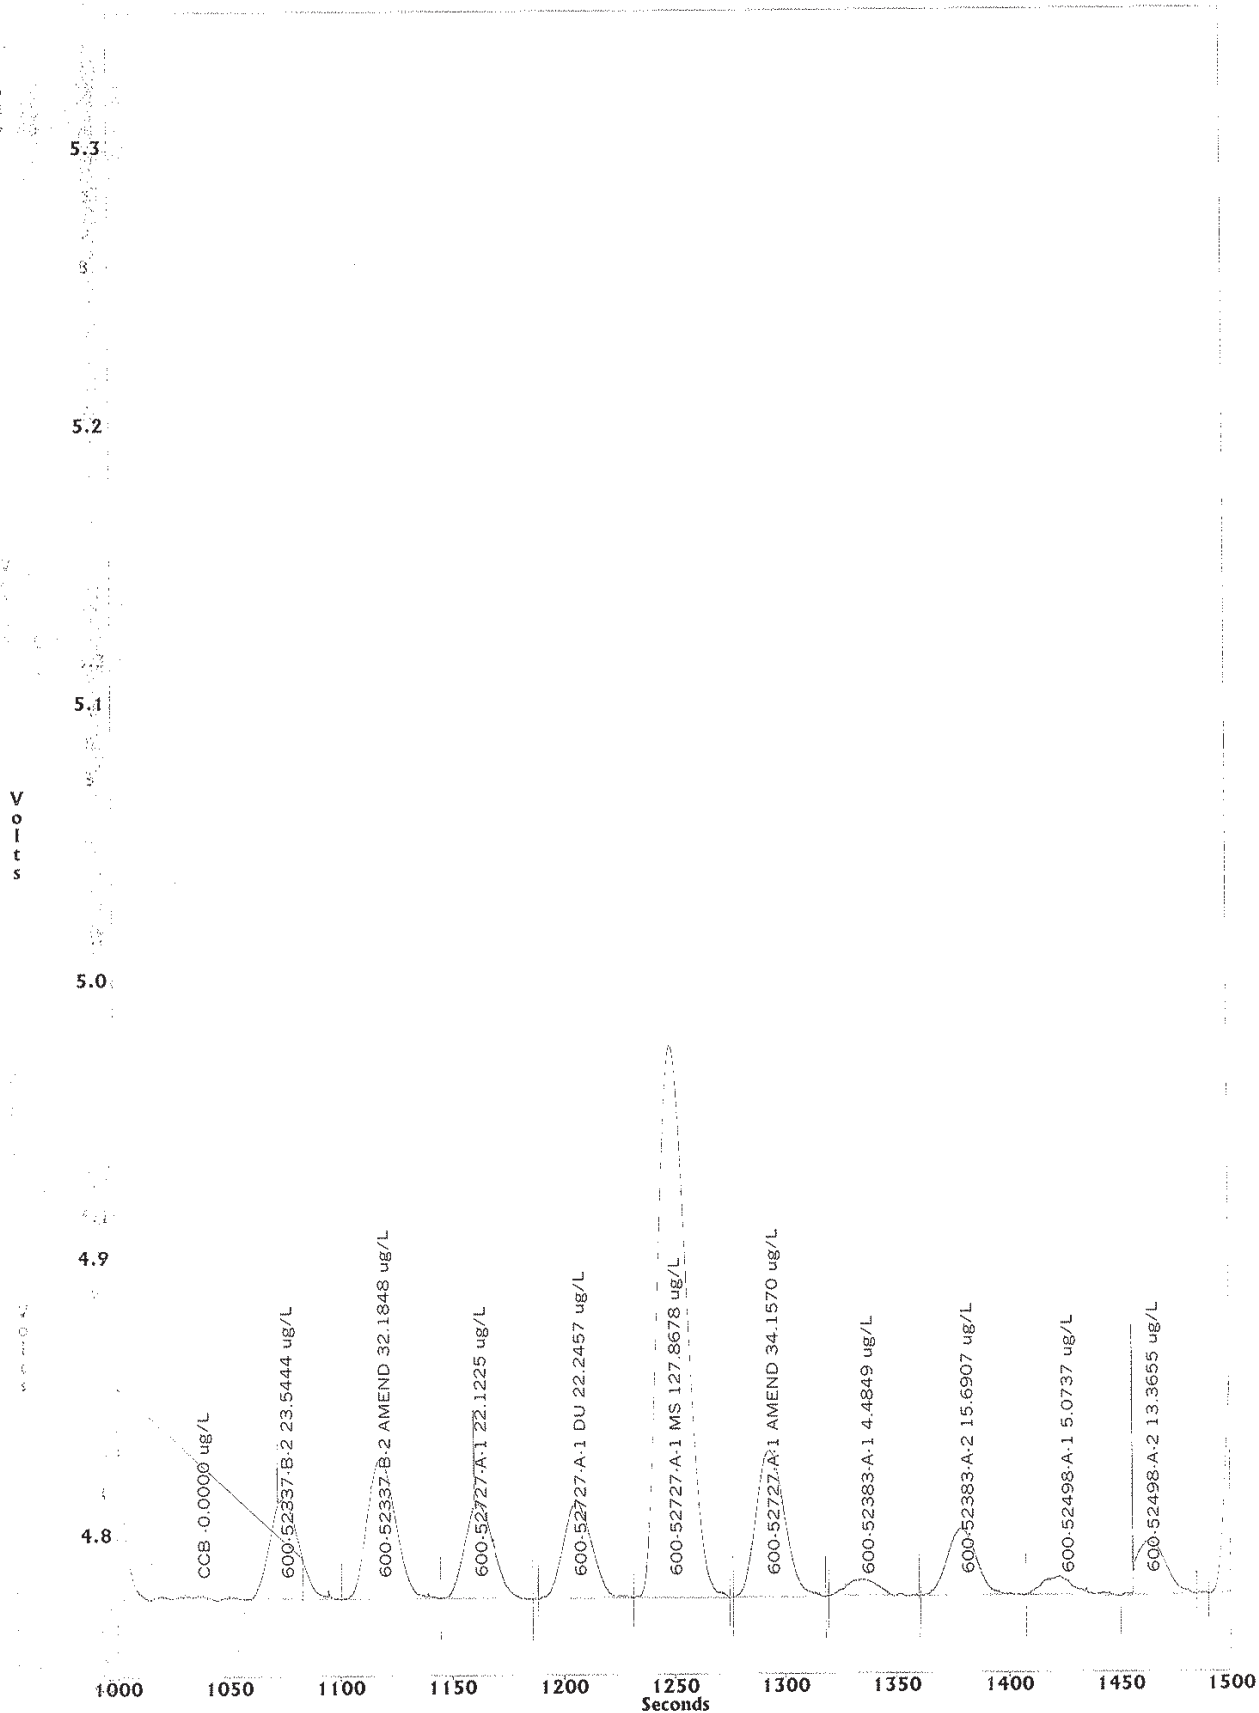 5.3
5.2
5.1
Volts
5.0
4.9
4.8
CCB -0.0000 ug/L
600-52337-B-2 23.5444 ug/L
600-52337-B-2 AMEND 32.1848 ug/L
600-52727-A-1 22.1225 ug/L
600-52727-A-1 DU 22.2457 ug/L
600-52727-A-1 MS 127.8678 ug/L
600-52727-A-1 AMEND 34.1570 ug/L
600-52383-A-1 4.4849 ug/L
600-52383-A-2 15.6907 ug/L
600-52498-A-1 5.0737 ug/L
600-52498-A-2 13.3655 ug/L
1000 1050 1100 1150 1200 1250 1300 1350 1400 1450 1500
Seconds